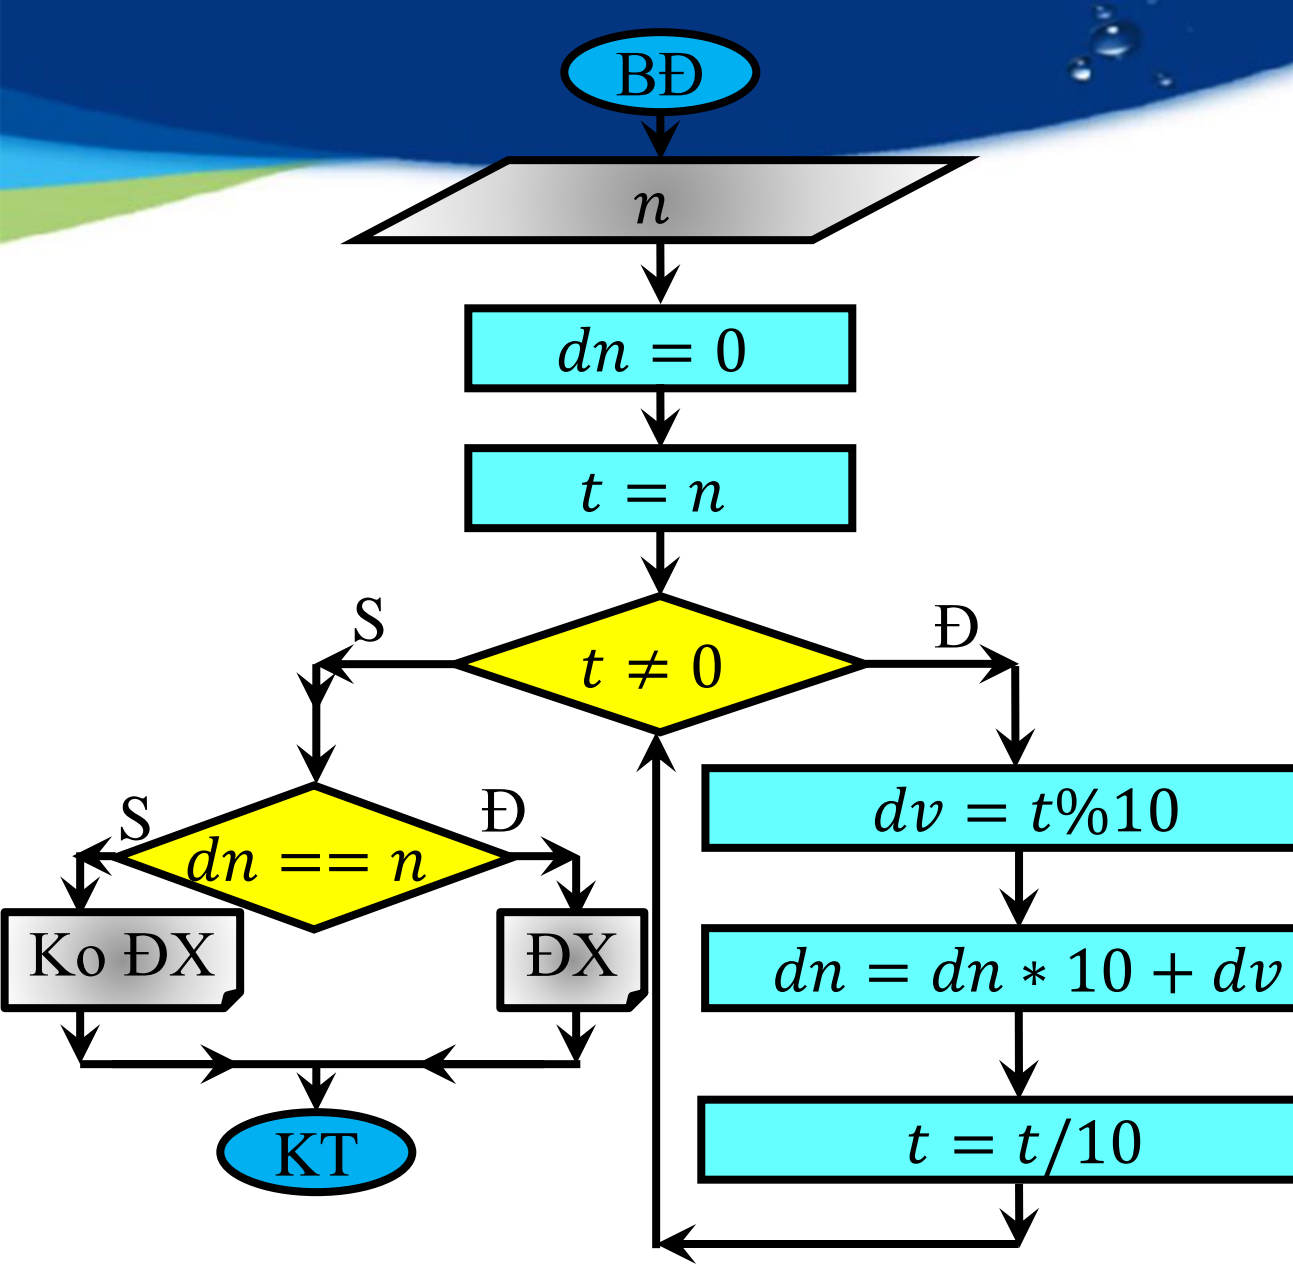 BĐ
n
dn = 0
t = n
t ≠ 0
S
Đ
dn == n
S
Đ
Ko ĐX
ĐX
KT
dv = t%10
dn = dn * 10 + dv
t = t/10